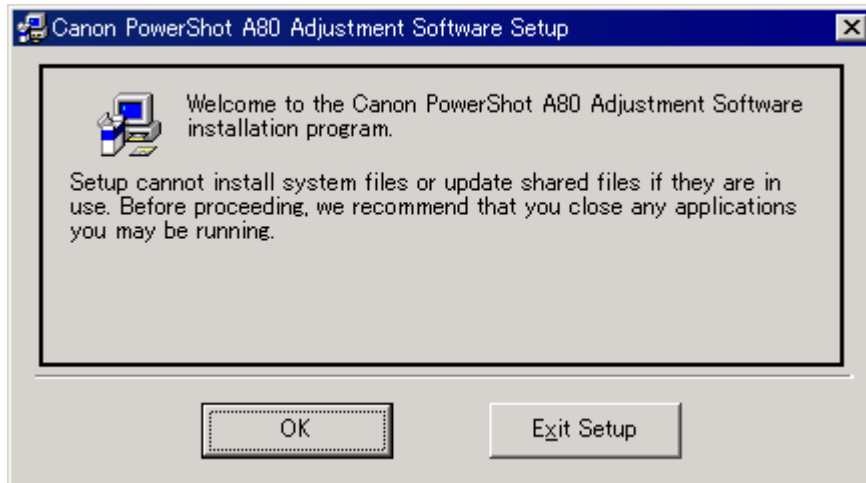 Canon PowerShot A80 Adjustment Software Setup
Welcome to the Canon PowerShot A80 Adjustment Software
installation program.
Setup cannot install system files or update shared files if they are in
use. Before proceeding, we recommend that you close any applications
you may be running.
OK
Exit Setup